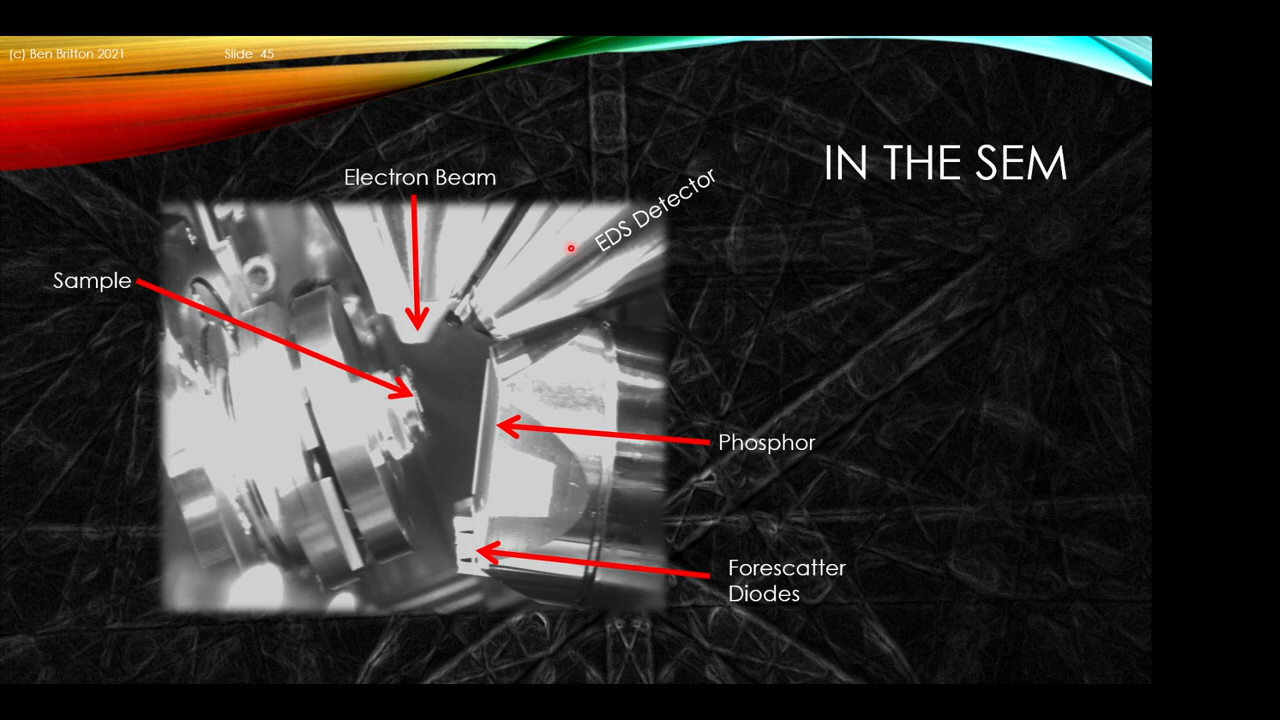 (c) Ben Britton 2021
Slide 45
IN THE SEM
Electron Beam
EDS Detector
Sample
Phosphor
Forescatter
Diodes